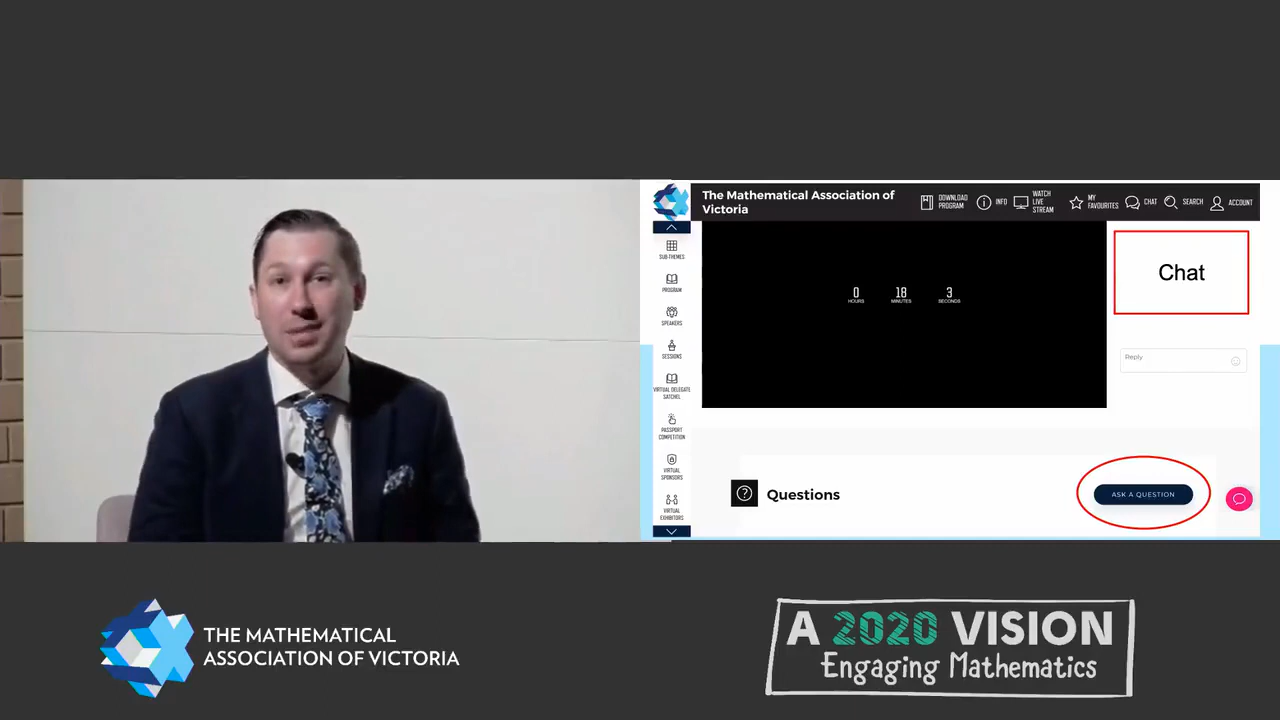 The Mathematical Association of
Victoria
DOWNLOAD
PROGRAM
INFO
WATCH
LIVE
STREAM
MY
FAVOURITES
CHAT
SEARCH
ACCOUNT
SUB-THEMES
PROGRAM
SPEAKERS
SESSIONS
VIRTUAL DELEGATE
SATCHEL
PASSPORT
COMPETITION
VIRTUAL
SPONSORS
VIRTUAL
EXHIBITORS
0 18 3
HOURS MINUTES SECONDS
Chat
Reply
? Questions
ASK A QUESTION
THE MATHEMATICAL
ASSOCIATION OF VICTORIA
A 2020 VISION
Engaging Mathematics